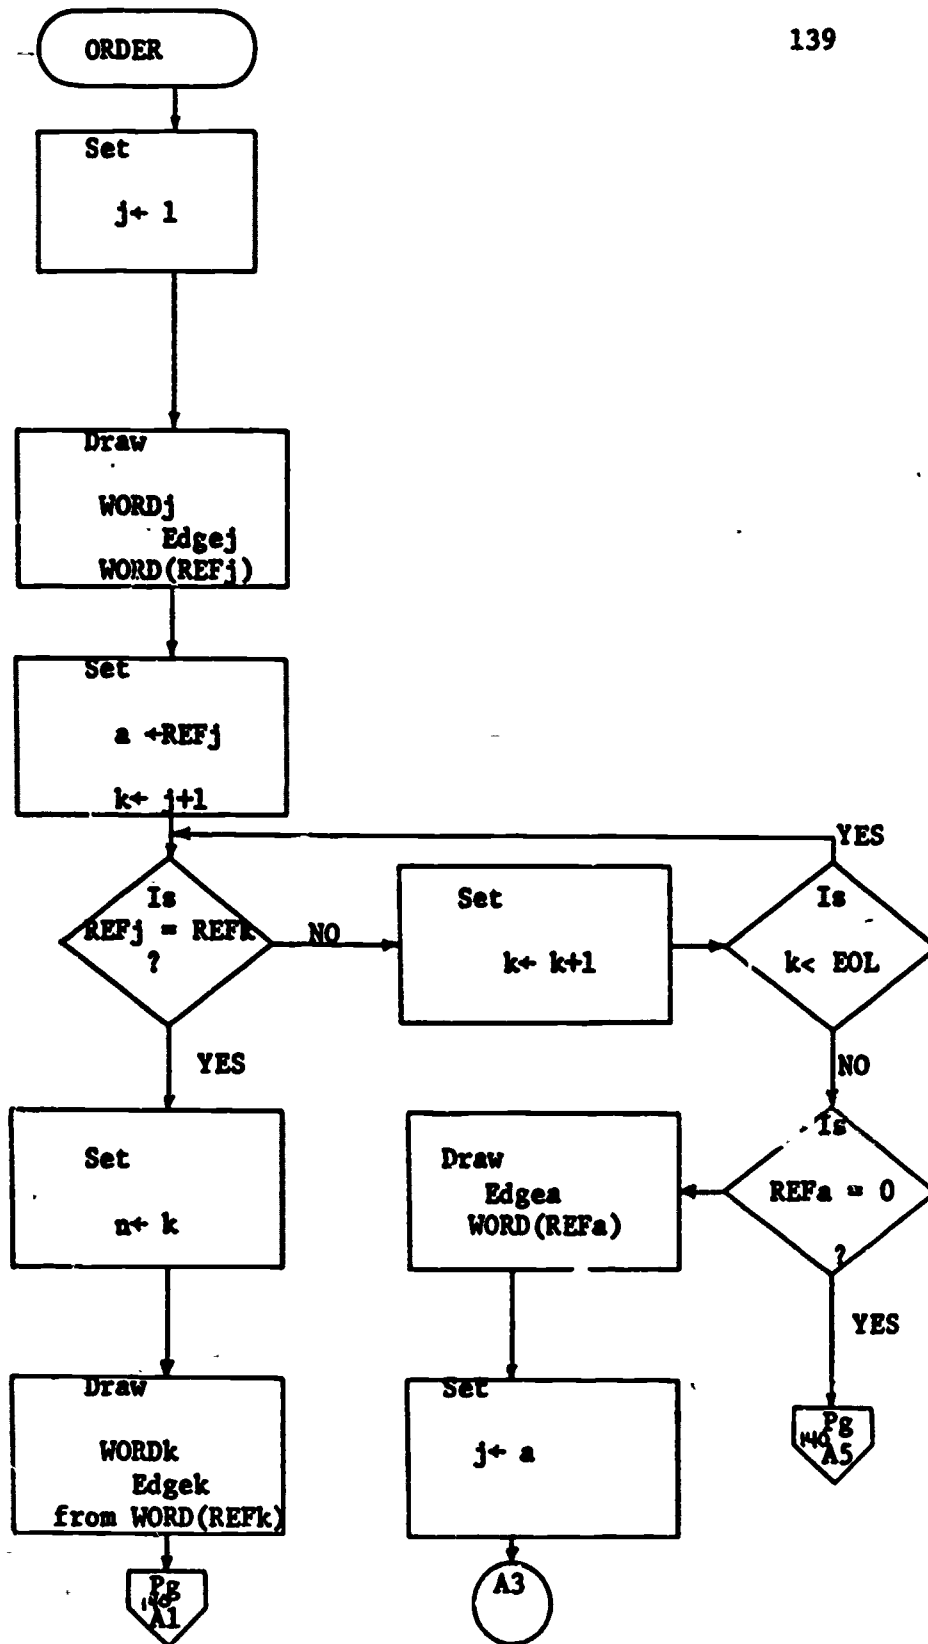 139
ORDER
Set
j← 1
Draw
WORDj
Edgej
WORD(REFj)
Set
a ←REFj
k← j+1
YES
Is
REFj = REFk
?
NO
Set
k← k+1
Is
k< EOL
YES
NO
Set
n← k
Draw
Edgea
WORD(REFa)
Is
REFa = 0
?
YES
Draw
WORDk
Edgek
from WORD(REFk)
Set
j← a
Pg
140
A5
Pg
140
A1
A3